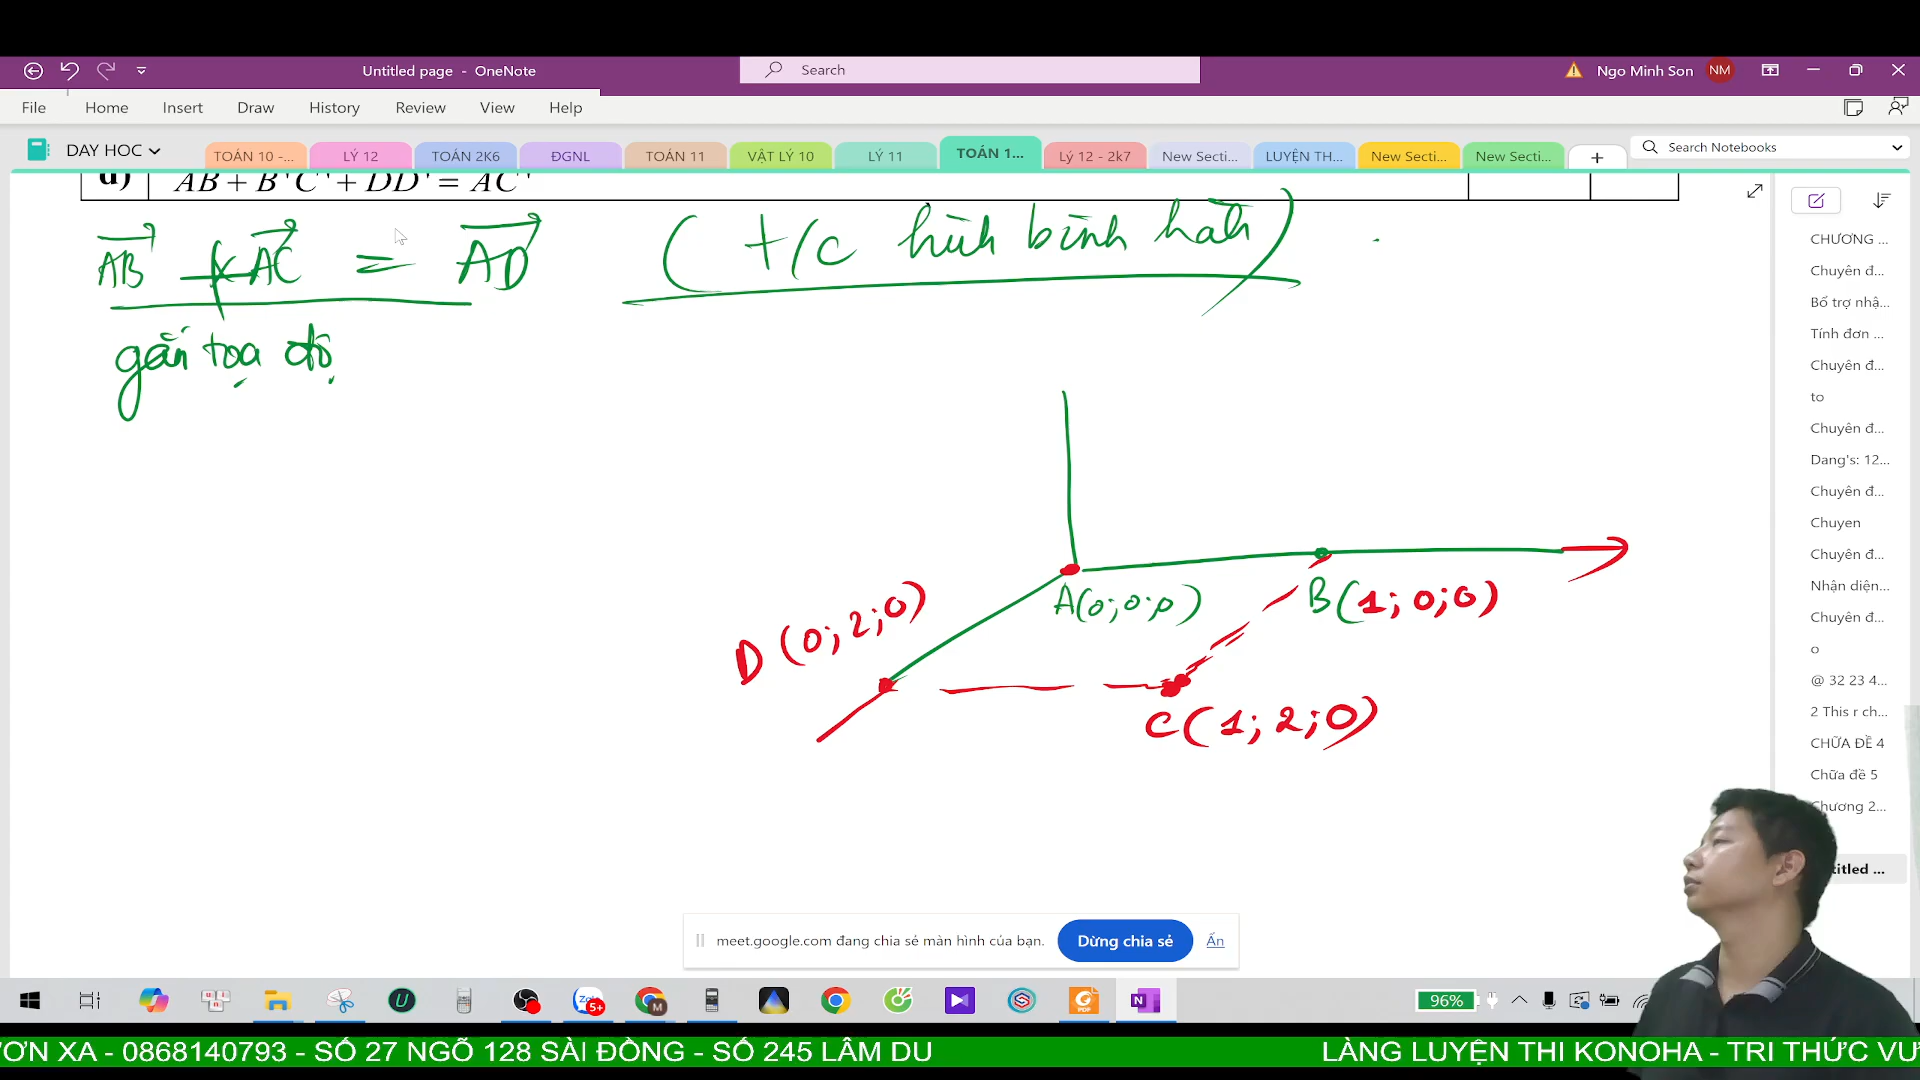 Untitled page - OneNote
Search
Ngo Minh Son
NM
File
Home
Insert
Draw
History
Review
View
Help
DAY HOC
TOÁN 10 -...
LÝ 12
TOÁN 2K6
ĐGNL
TOÁN 11
VẬT LÝ 10
LÝ 11
TOÁN 1...
Lý 12 - 2k7
New Secti...
LUYỆN TH...
New Secti...
New Secti...
+
Search Notebooks
d) AB + B'C' + DD' = AC'
AB + AC = AD (t/c hình bình hành)
gắn tọa độ
A(0;0;0)
B(1;0;0)
D(0;2;0)
C(1;2;0)
CHƯƠNG ...
Chuyên đ...
Bổ trợ nhậ...
Tính đơn ...
Chuyên đ...
to
Chuyên đ...
Dang's: 12...
Chuyên đ...
Chuyen
Chuyên đ...
Nhận diện...
Chuyên đ...
o
@ 32 23 4...
2 This r ch...
CHỮA ĐỀ 4
Chữa đề 5
Chương 2...
titled ...
meet.google.com đang chia sẻ màn hình của bạn.
Dừng chia sẻ
Ẩn
5+
M
96%
ƠN XA - 0868140793 - SỐ 27 NGÕ 128 SÀI ĐỒNG - SỐ 245 LÂM DU
LÀNG LUYỆN THI KONOHA - TRI THỨC VƯ